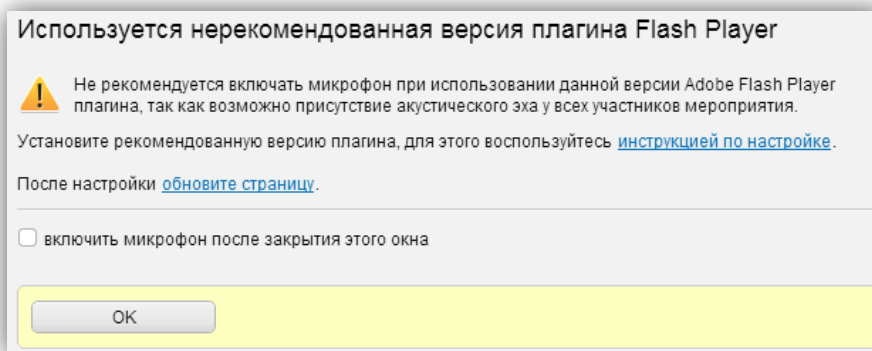 Используется нерекомендованная версия плагина Flash Player
Не рекомендуется включать микрофон при использовании данной версии Adobe Flash Player
плагина, так как возможно присутствие акустического эха у всех участников мероприятия.
Установите рекомендованную версию плагина, для этого воспользуйтесь инструкцией по настройке.
После настройки обновите страницу.
включить микрофон после закрытия этого окна
OK